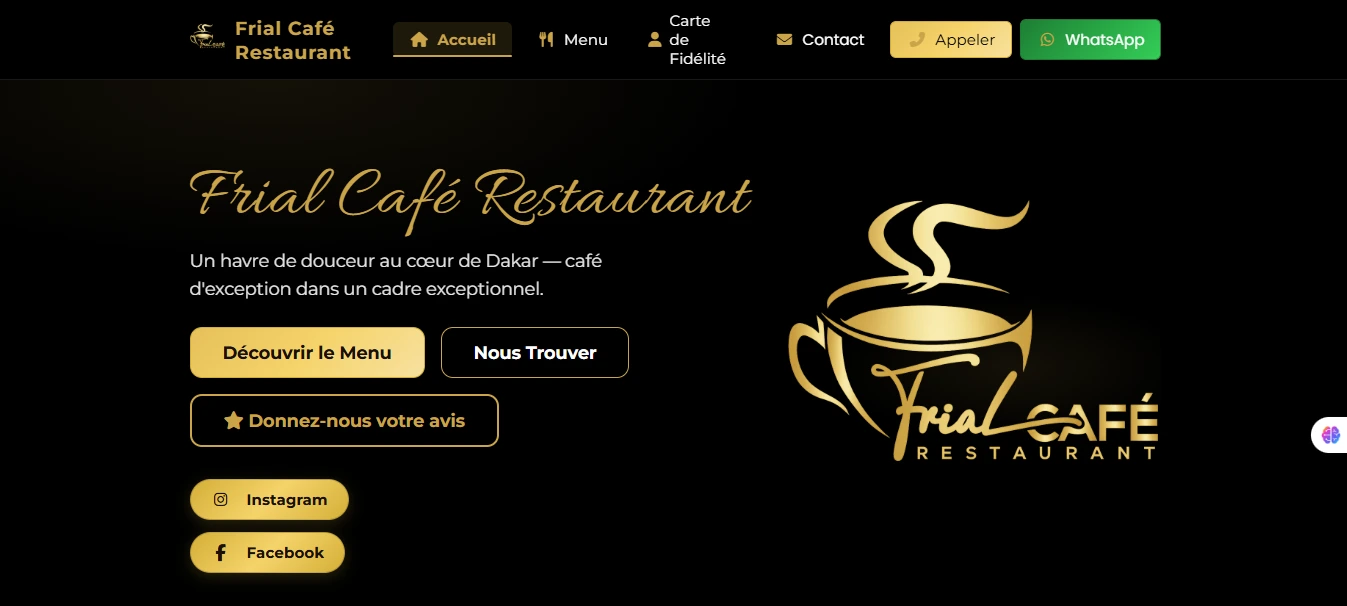 Frial Café
Restaurant
Accueil
Menu
Carte
de
Fidélité
Contact
Appeler
WhatsApp
Frial Café Restaurant
Un havre de douceur au cœur de Dakar — café
d'exception dans un cadre exceptionnel.
Découvrir le Menu
Nous Trouver
Donnez-nous votre avis
Instagram
Facebook
Frial CAFÉ
RESTAURANT